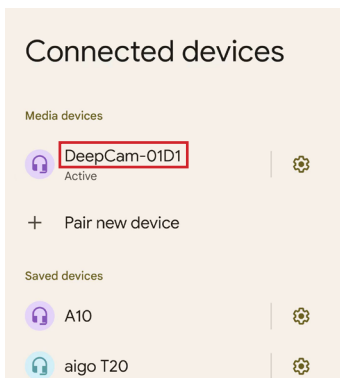 Connected devices
Media devices
DeepCam-01D1
Active
+ Pair new device
Saved devices
A10
aigo T20